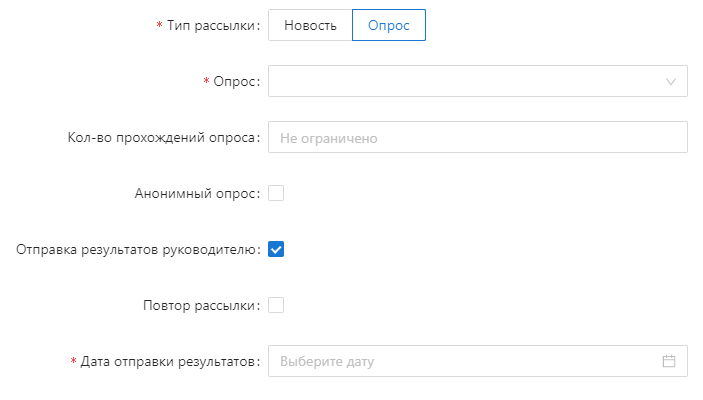 * Тип рассылки: Новость Опрос
* Опрос:
Кол-во прохождений опроса: Не ограничено
Анонимный опрос:
Отправка результатов руководителю:
Повтор рассылки:
* Дата отправки результатов: Выберите дату